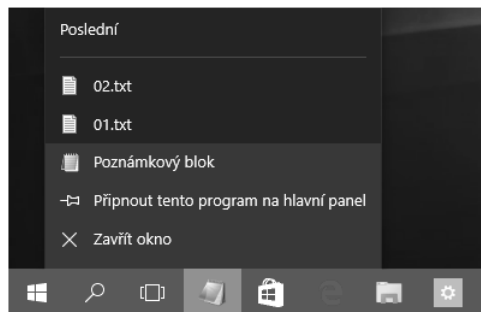 Poslední
02.txt
01.txt
Poznámkový blok
Připnout tento program na hlavní panel
Zavřít okno